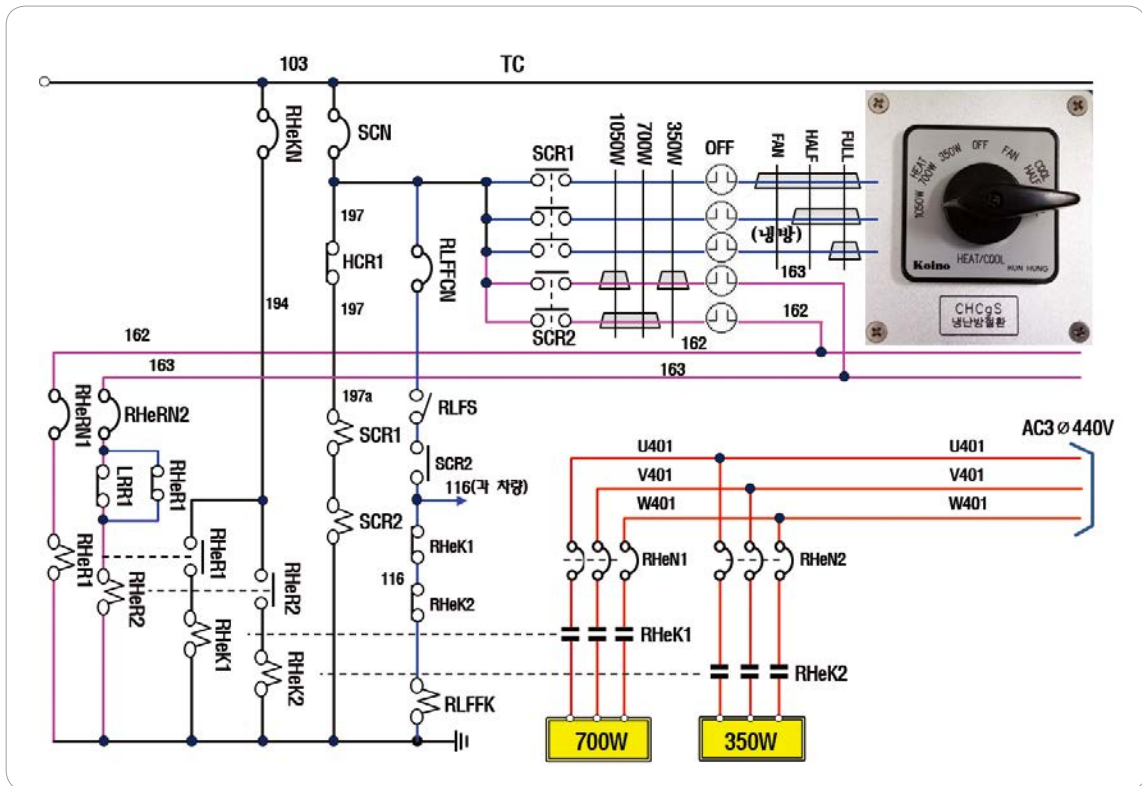 103
TC
RHeKN
SCN
1050W
700W
350W
OFF
FAN
HALF
FULL
SCR1
197
HCR1
197
RLFFCN
(냉방)
163
194
162
SCR2
162
162
163
163
RHeRN1
RHeRN2
197a
RLFS
LRR1
RHeR1
SCR1
SCR2
SCR2
116(각 차량)
RHeR1
RHeR2
RHeR1
RHeR2
RHeK1
116
RHeK2
RHeK1
RHeK2
RLFFK
AC3 Ø 440V
U401
U401
V401
V401
W401
W401
RHeN1
RHeN2
RHeK1
RHeK2
700W
350W
1050W
HEAT
700W
350W
OFF
FAN
COOL
HALF
HEAT/COOL
Koino
KUN HUNG
CHCgS
냉난방절환